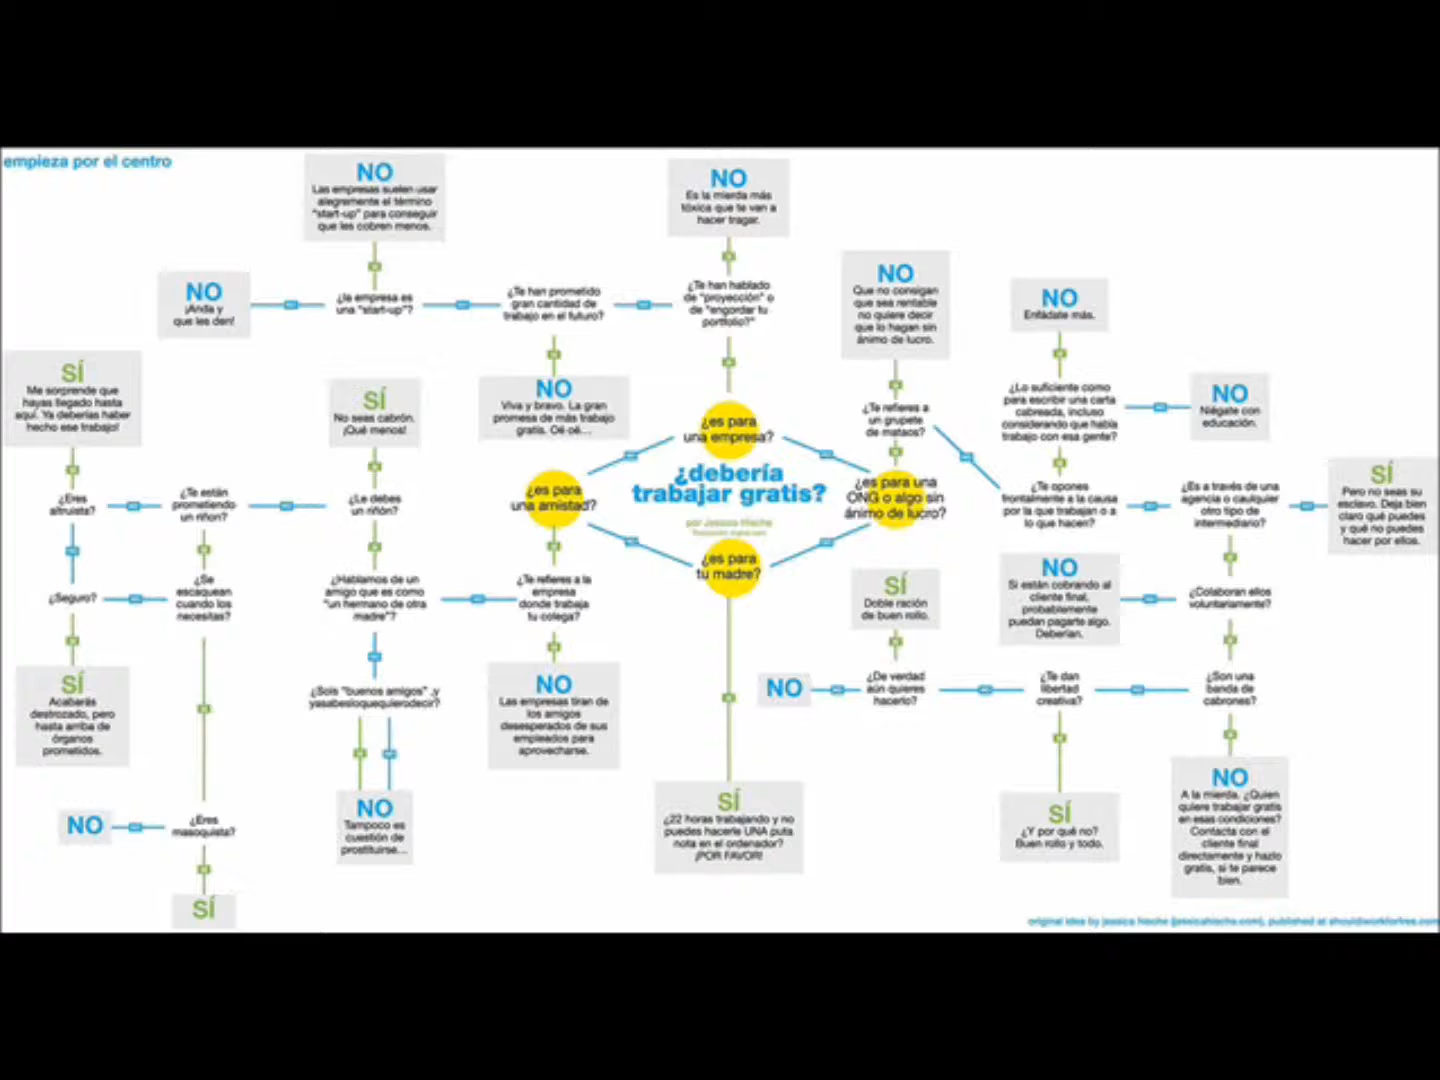 empieza por el centro
NO
Las empresas suelen usar
alegremente el término
"start-up" para conseguir
que les cobren menos.
NO
Es la mierda más
tóxica que te van a
hacer tragar.
NO
¡Anda y
que les den!
¿la empresa es
una "start-up"?
¿Te han prometido
gran cantidad de
trabajo en el futuro?
¿Te han hablado
de "proyección" o
de "engordar tu
portfolio?"
NO
Que no consigan
que sea rentable
no quiere decir
que lo hagan sin
ánimo de lucro.
NO
Enfádate más.
SÍ
Me sorprende que
hayas llegado hasta
aquí. Ya deberías haber
hecho ese trabajo!
SÍ
No seas cabrón.
¡Qué menos!
NO
Viva y bravo. La gran
promesa de más trabajo
gratis. Oé oé...
¿es para
una empresa?
¿Te refieres a
un grupete
de mataos?
¿Lo suficiente como
para escribir una carta
cabreada, incluso
considerando que había
trabajo con esa gente?
NO
Niégate con
educación.
¿Eres
altruista?
¿Te están
prometiendo
un riñon?
¿Le debes
un riñón?
¿es para
una amistad?
¿debería
trabajar gratis?
por Jessica Hische
¿es para una
ONG o algo sin
ánimo de lucro?
¿Te opones
frontalmente a la causa
por la que trabajan o a
lo que hacen?
¿Es a través de una
agencia o cualquier
otro tipo de
intermediario?
SÍ
Pero no seas su
esclavo. Deja bien
claro qué puedes
y qué no puedes
hacer por ellos.
¿Seguro?
¿Se
escaquean
cuando los
necesitas?
¿Hablamos de un
amigo que es como
"un hermano de otra
madre"?
¿Te refieres a la
empresa
donde trabaja
tu colega?
¿es para
tu madre?
SÍ
Doble ración
de buen rollo.
NO
Si están cobrando al
cliente final,
probablemente
puedan pagarte algo.
Deberían.
¿Colaboran ellos
voluntariamente?
SÍ
Acabarás
destrozado, pero
hasta arriba de
órganos
prometidos.
¿Sois "buenos amigos" ,y
yasabesloquequierodecir?
NO
Las empresas tiran de
los amigos
desesperados de sus
empleados para
aprovecharse.
NO
¿De verdad
aún quieres
hacerlo?
¿Te dan
libertad
creativa?
¿Son una
banda de
cabrones?
NO
¿Eres
masoquista?
NO
Tampoco es
cuestión de
prostituirse...
SÍ
¿22 horas trabajando y no
puedes hacerle UNA puta
nota en el ordenador?
¡POR FAVOR!
SÍ
¿Y por qué no?
Buen rollo y todo.
NO
A la mierda. ¿Quien
quiere trabajar gratis
en esas condiciones?
Contacta con el
cliente final
directamente y hazlo
gratis, si te parece
bien.
SÍ
original idea by jessica hische (jessicahische.com), published at shouldiworkforfree.com